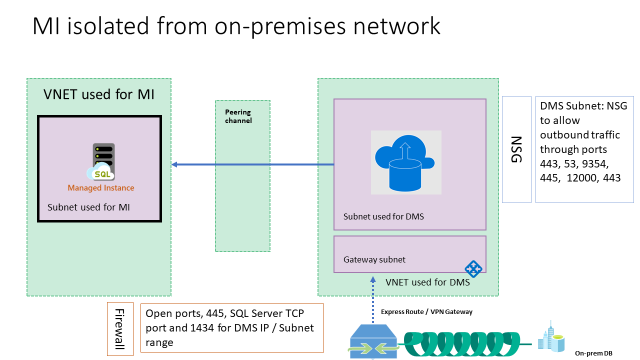 MI isolated from on-premises network
VNET used for MI
SQL
Managed Instance
Subnet used for MI
Peering
channel
Subnet used for DMS
Gateway subnet
VNET used for DMS
NSG
DMS Subnet: NSG
to allow
outbound traffic
through ports
443, 53, 9354,
445, 12000, 443
Firewall
Open ports, 445, SQL Server TCP
port and 1434 for DMS IP / Subnet
range
Express Route / VPN Gateway
On-prem DB